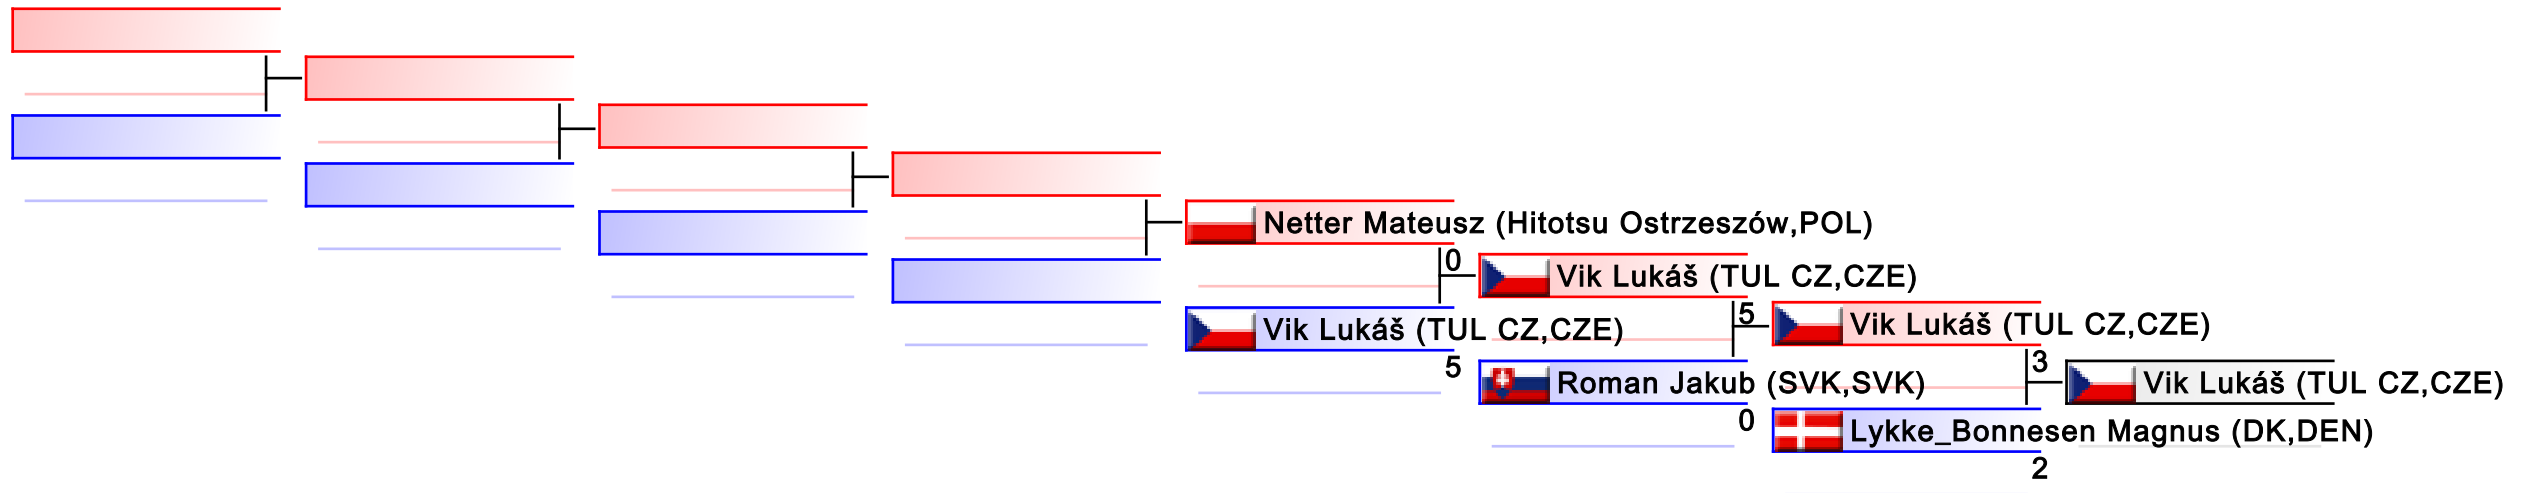 Netter Mateusz (Hitotsu Ostrzeszów,POL)
0
Vik Lukáš (TUL CZ,CZE)
Vik Lukáš (TUL CZ,CZE)
5
5
Vik Lukáš (TUL CZ,CZE)
Roman Jakub (SVK,SVK)
0
3
Vik Lukáš (TUL CZ,CZE)
Lykke_Bonnesen Magnus (DK,DEN)
2